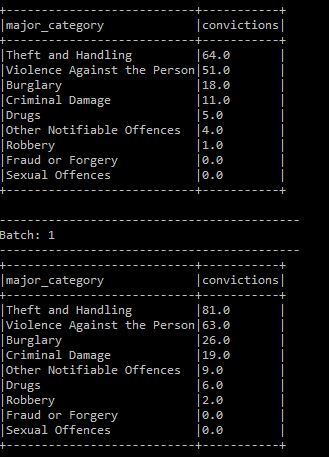 +---------------------------+-----------+
|major_category             |convictions|
+---------------------------+-----------+
|Theft and Handling         |64.0       |
|Violence Against the Person|51.0       |
|Burglary                   |18.0       |
|Criminal Damage            |11.0       |
|Drugs                      |5.0        |
|Other Notifiable Offences  |4.0        |
|Robbery                    |1.0        |
|Fraud or Forgery           |0.0        |
|Sexual Offences            |0.0        |
+---------------------------+-----------+
-------------------------------------------
Batch: 1
-------------------------------------------
+---------------------------+-----------+
|major_category             |convictions|
+---------------------------+-----------+
|Theft and Handling         |81.0       |
|Violence Against the Person|63.0       |
|Burglary                   |26.0       |
|Criminal Damage            |19.0       |
|Other Notifiable Offences  |9.0        |
|Drugs                      |6.0        |
|Robbery                    |2.0        |
|Fraud or Forgery           |0.0        |
|Sexual Offences            |0.0        |
+---------------------------+-----------+